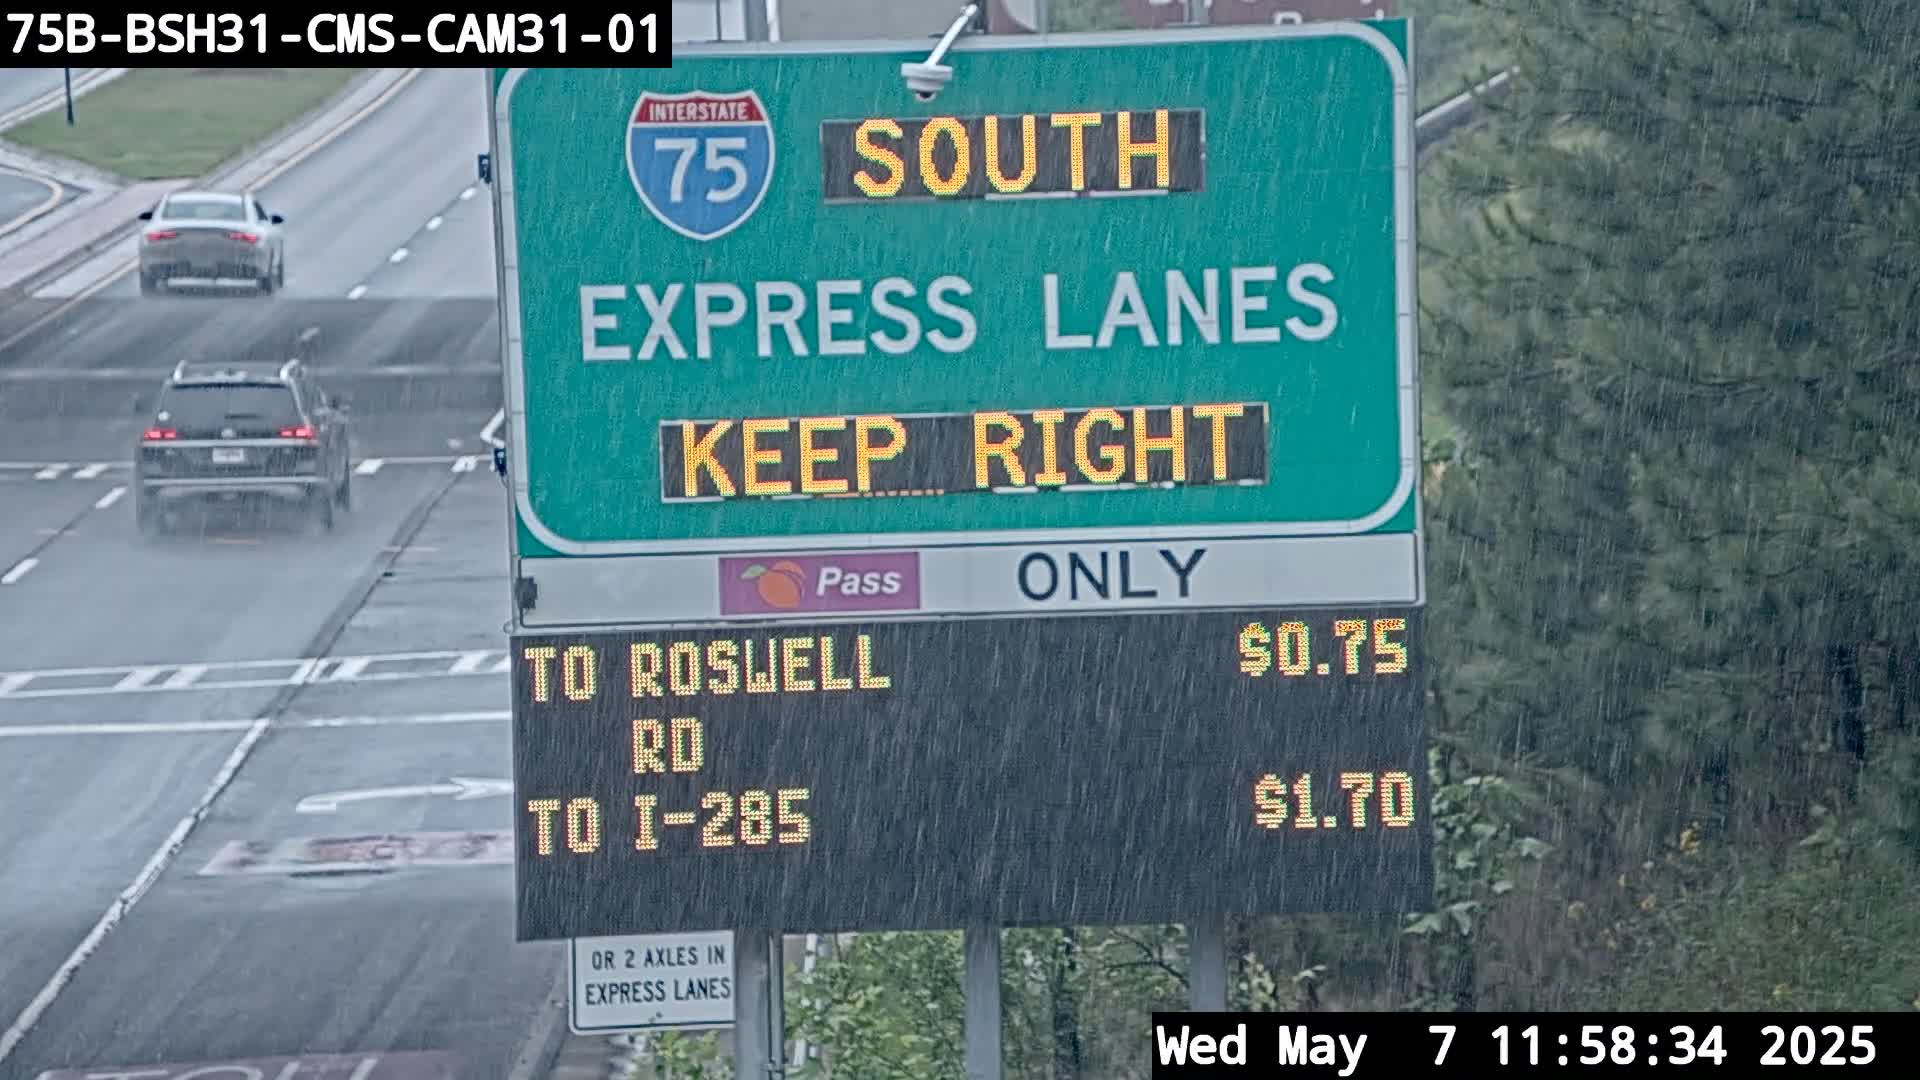 75B-BSH31-CMS-CAM31-01
INTERSTATE
75
SOUTH
EXPRESS LANES
KEEP RIGHT
Pass ONLY
TO ROSWELL $0.75
RD
TO I-285 $1.70
OR 2 AXLES IN
EXPRESS LANES
Wed May 7 11:58:34 2025